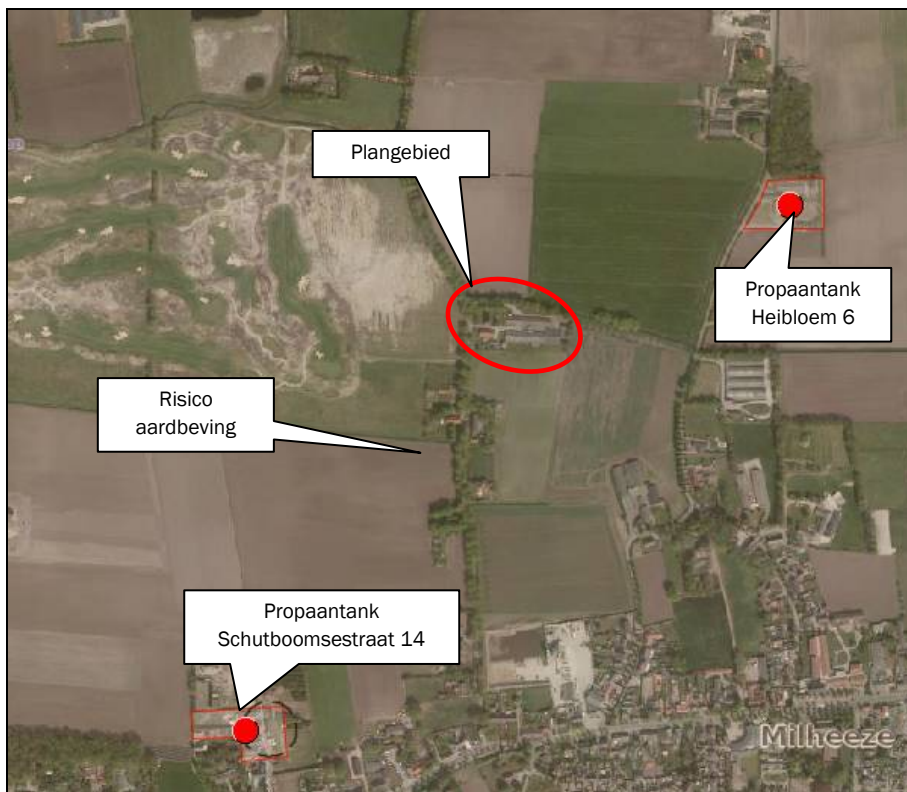 Plangebied
Propaantank
Heibloem 6
Risico
aardbeving
Propaantank
Schutboomsestraat 14
Milheeze